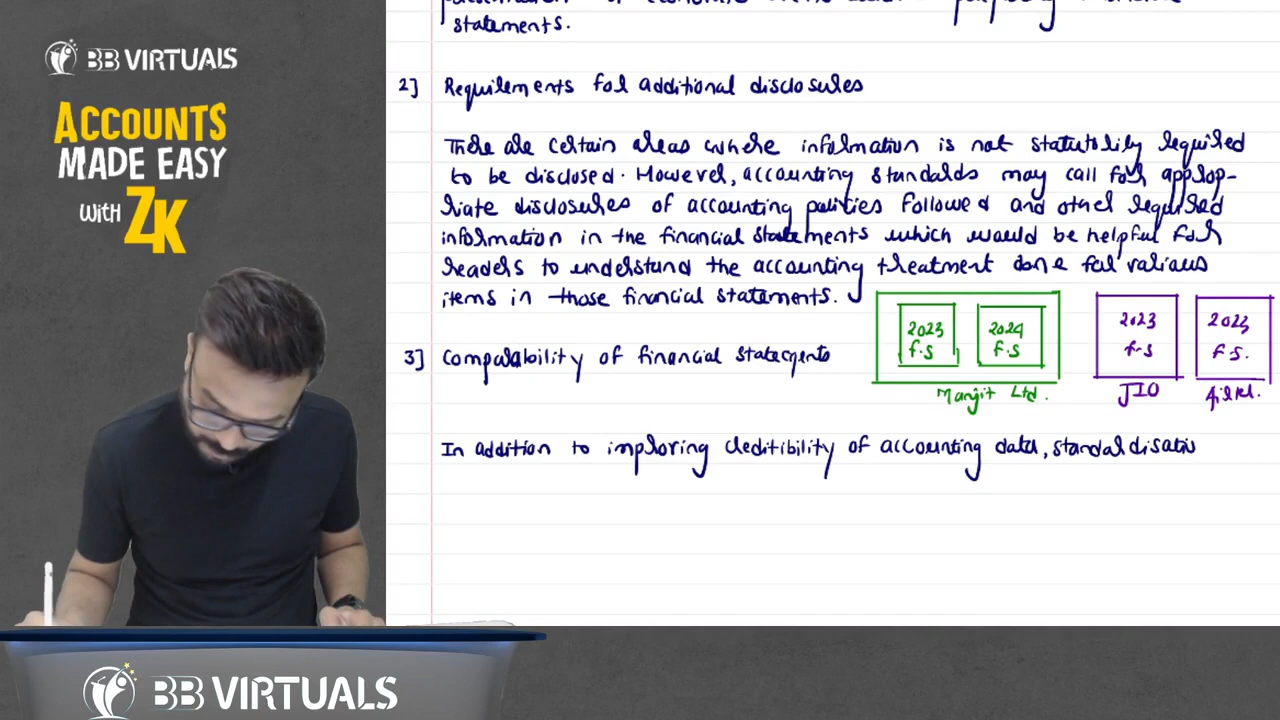 BB VIRTUALS
ACCOUNTS
MADE EASY
WITH ZK
statements.
2] Requirements for additional disclosures
There are certain areas where information is not statutorily required
to be disclosed. However, accounting standards may call for approp-
riate disclosures of accounting policies followed and other required
information in the financial statements which would be helpful for
readers to understand the accounting treatment done for various
items in those financial statements.
2023
F.S
2024
F.S
Manjit Ltd.
2023
F.S
JIO
2023
F.S.
Airtel.
3] Comparability of financial statements
In addition to improving creditibility of accounting data, standardisatio
BB VIRTUALS